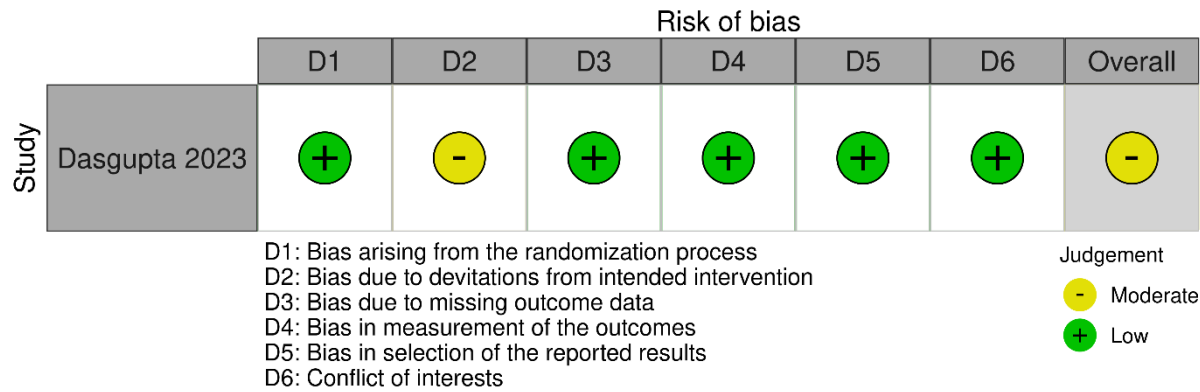 Risk of bias
D1 D2 D3 D4 D5 D6 Overall
Study
Dasgupta 2023 + - + + + + -
D1: Bias arising from the randomization process
D2: Bias due to devitations from intended intervention
D3: Bias due to missing outcome data
D4: Bias in measurement of the outcomes
D5: Bias in selection of the reported results
D6: Conflict of interests
Judgement
- Moderate
+ Low